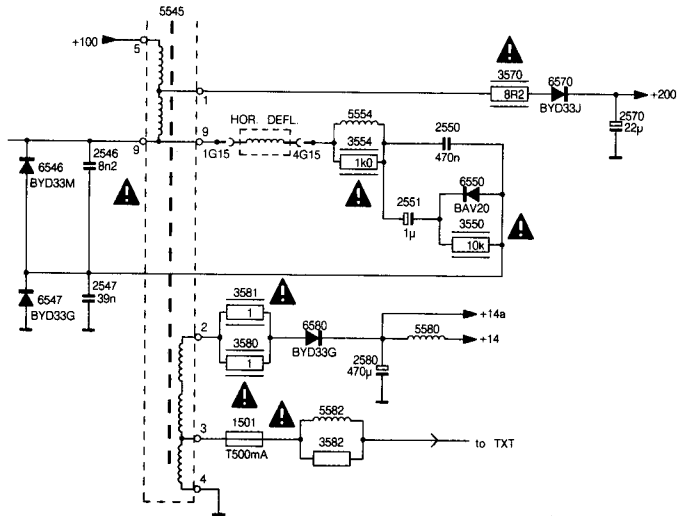 5545
+100
5
1
3570
8R2
6570
BYD33J
+200
2570
22µ
HOR. DEFL.
9
9
1G15
4G15
5554
3554
1k0
2550
470n
6546
BYD33M
2546
8n2
2551
1µ
6550
BAV20
3550
10k
6547
BYD33G
2547
39n
2
3581
1
3580
1
6580
BYD33G
+14a
5580
+14
2580
470µ
3
1501
T500mA
5582
3582
to TXT
4